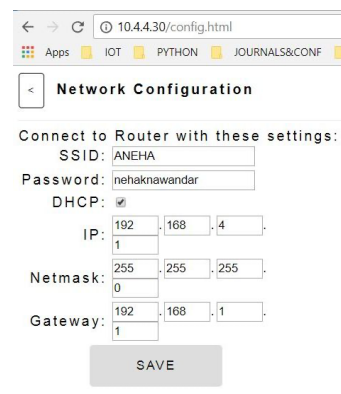 10.4.4.30/config.html
Apps IOT PYTHON JOURNALS&CONF
< Network Configuration
Connect to Router with these settings:
SSID: ANEHA
Password: nehaknawandar
DHCP:
IP: 192 . 168 . 4 .
1
Netmask: 255 . 255 . 255 .
0
Gateway: 192 . 168 . 1 .
1
SAVE